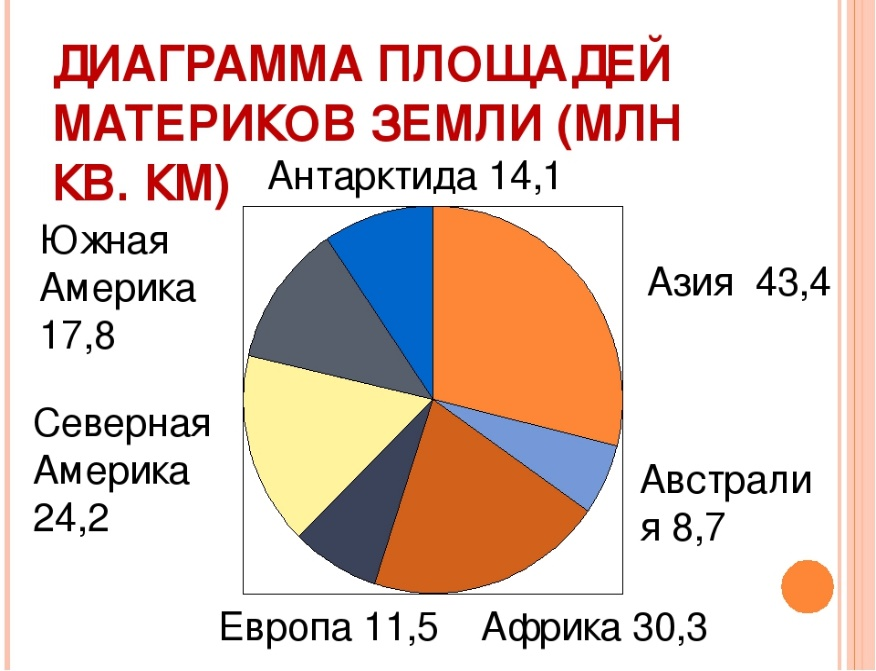 ДИАГРАММА ПЛОЩАДЕЙ
МАТЕРИКОВ ЗЕМЛИ (МЛН
КВ. КМ)
Антарктида 14,1
Южная
Америка
17,8
Азия 43,4
Северная
Америка
24,2
Австрали
я 8,7
Европа 11,5
Африка 30,3